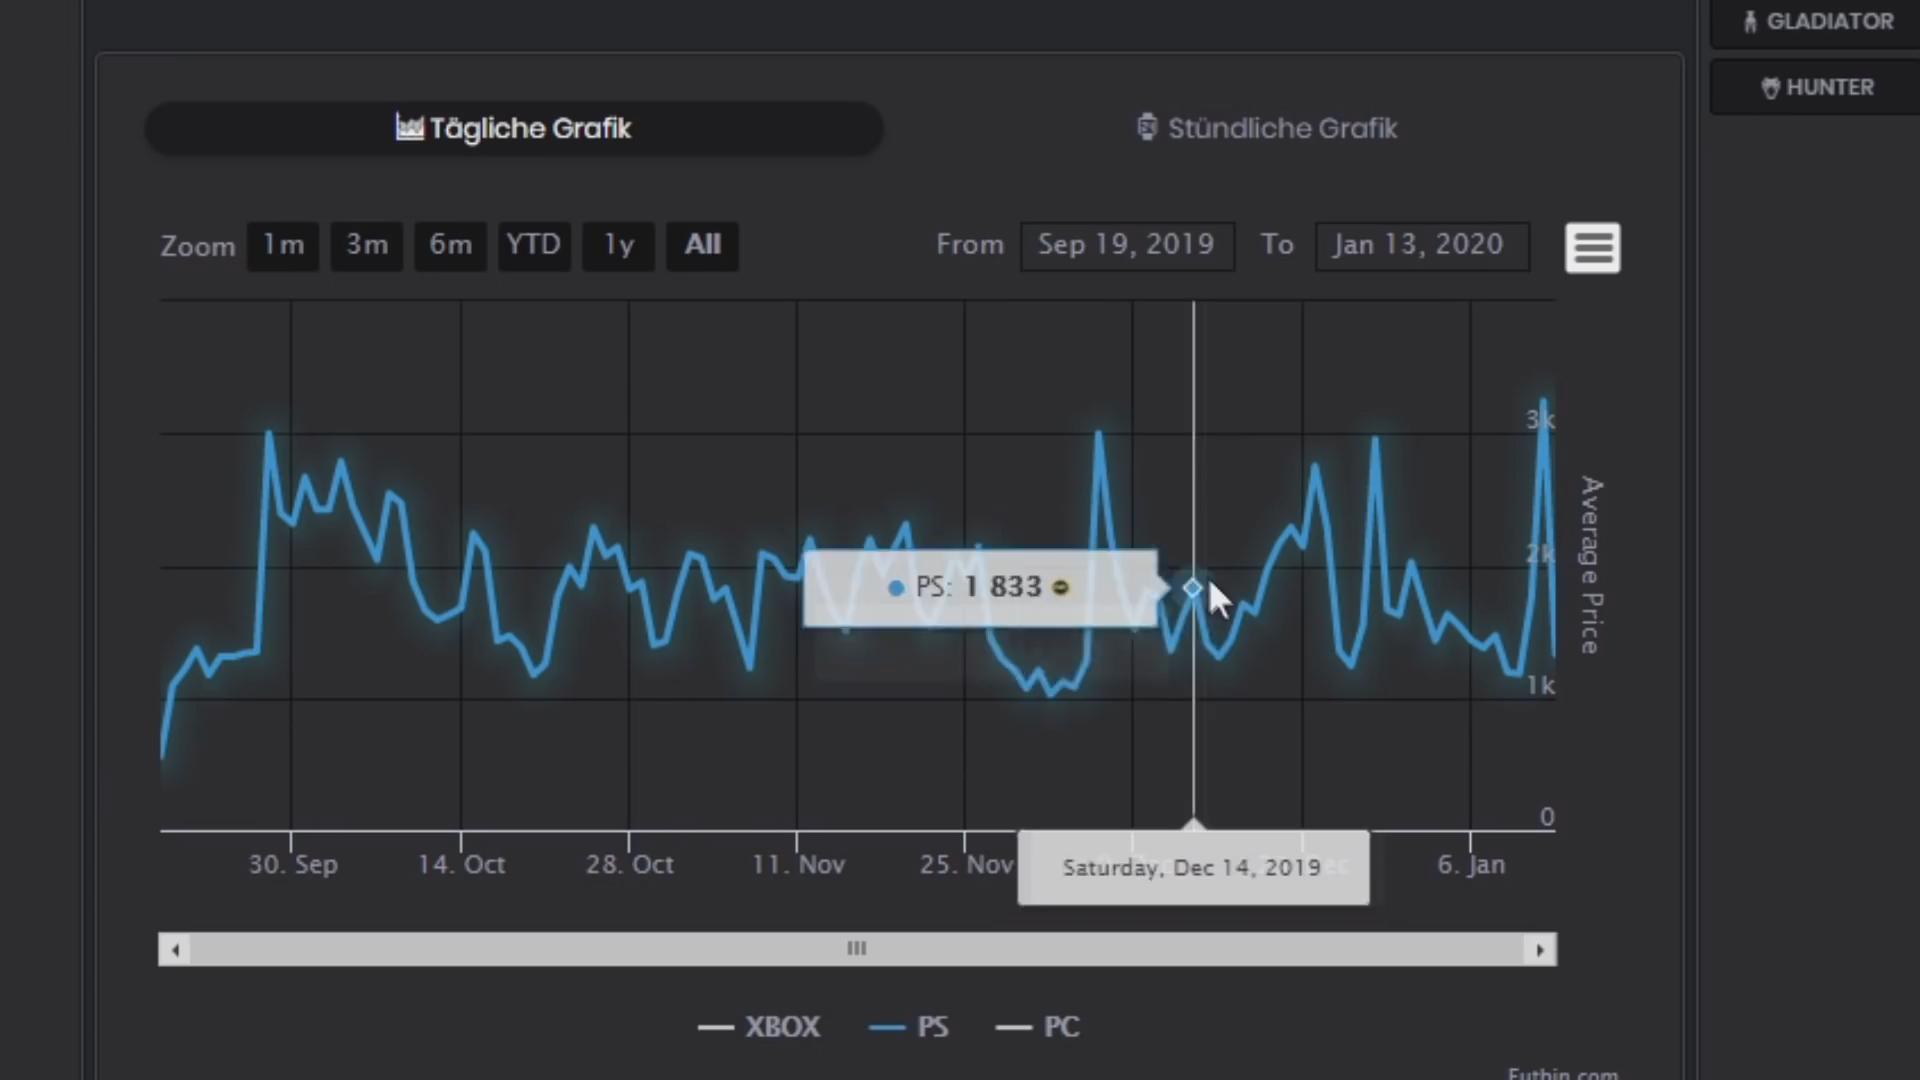 GLADIATOR
HUNTER
Tägliche Grafik
Stündliche Grafik
Zoom 1m 3m 6m YTD 1y All
From Sep 19, 2019 To Jan 13, 2020
3k
2k
1k
0
Average Price
PS: 1 833
30. Sep 14. Oct 28. Oct 11. Nov 25. Nov 6. Jan
Saturday, Dec 14, 2019
XBOX PS PC